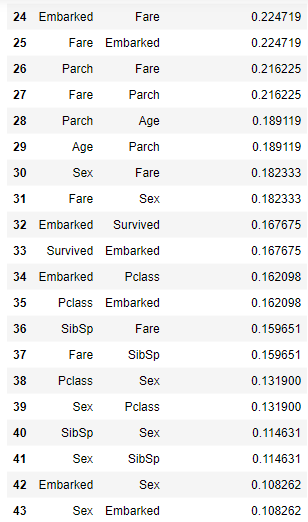 24 Embarked Fare 0.224719
25 Fare Embarked 0.224719
26 Parch Fare 0.216225
27 Fare Parch 0.216225
28 Parch Age 0.189119
29 Age Parch 0.189119
30 Sex Fare 0.182333
31 Fare Sex 0.182333
32 Embarked Survived 0.167675
33 Survived Embarked 0.167675
34 Embarked Pclass 0.162098
35 Pclass Embarked 0.162098
36 SibSp Fare 0.159651
37 Fare SibSp 0.159651
38 Pclass Sex 0.131900
39 Sex Pclass 0.131900
40 SibSp Sex 0.114631
41 Sex SibSp 0.114631
42 Embarked Sex 0.108262
43 Sex Embarked 0.108262